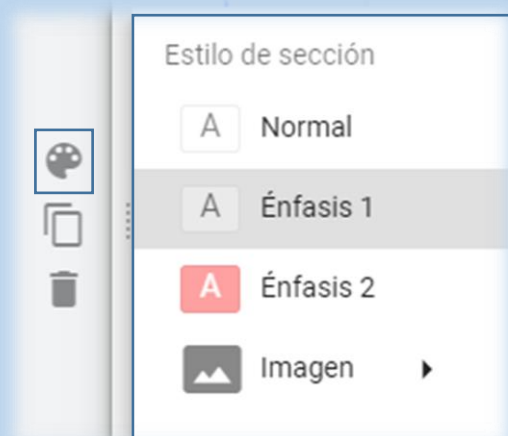 Estilo de sección
A Normal
A Énfasis 1
A Énfasis 2
Imagen